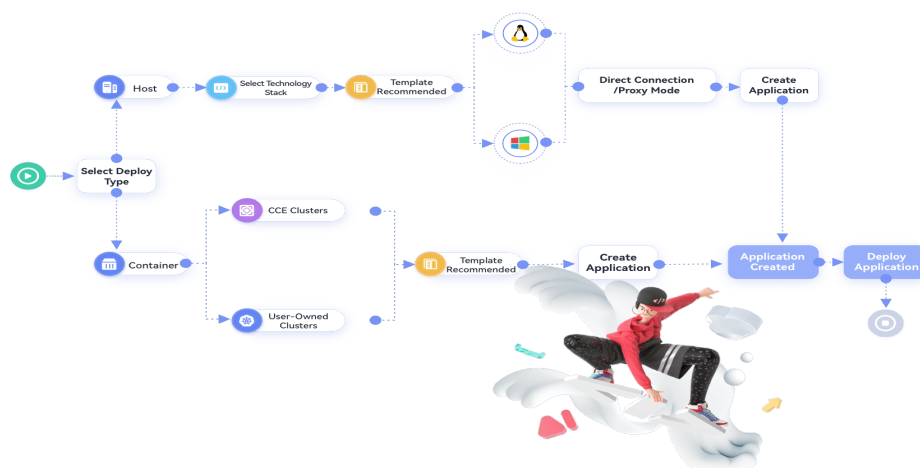 Host
Select Technology
Stack
Template
Recommended
Direct Connection
/Proxy Mode
Create
Application
Select Deploy
Type
CCE Clusters
Container
Template
Recommended
Create
Application
Application
Created
Deploy
Application
User-Owned
Clusters